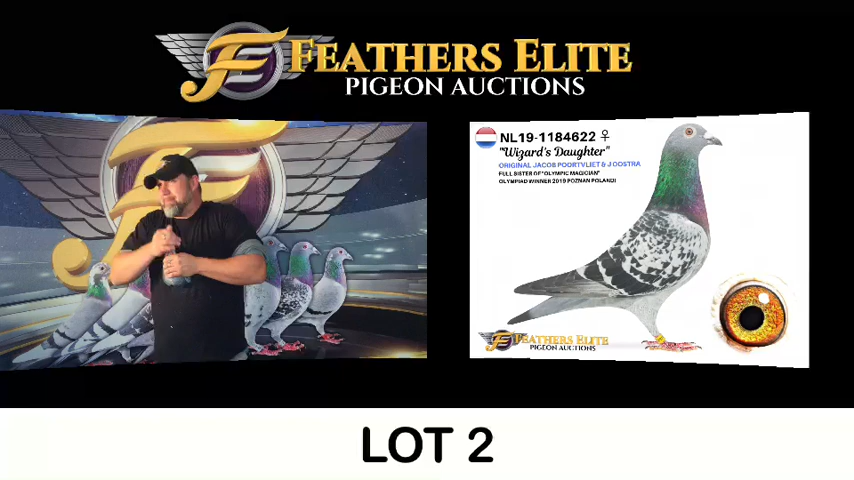 FEATHERS ELITE
PIGEON AUCTIONS
NL19-1184622 ♀
"Wizard's Daughter"
ORIGINAL JACOB POORTVLIET & J OOSTRA
FULL SISTER OF "OLYMPIC MAGICIAN"
OLYMPIAD WINNER 2019 POZNAN POLAND!
FEATHERS ELITE
PIGEON AUCTIONS
LOT 2